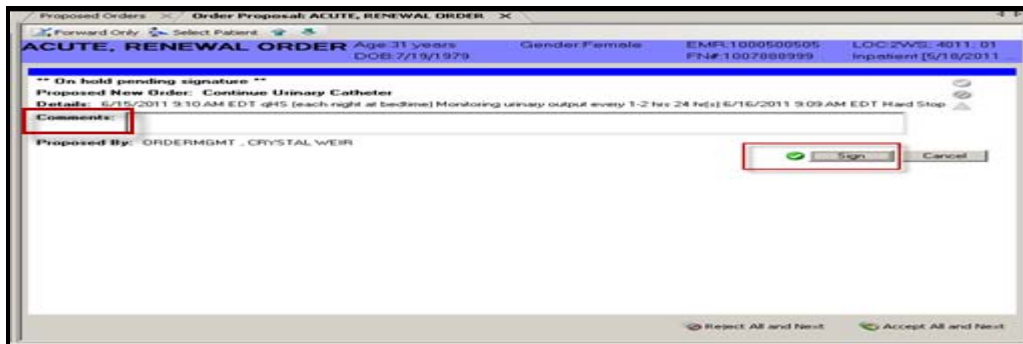 Proposed Orders Order Proposal: ACUTE, RENEWAL ORDER
Forward Only Select Patient
ACUTE, RENEWAL ORDER Age:31 years Gender:Female EMR:1000500505 LOC:2WS; 4011; 01
DOB:7/19/1979 FN#:1007888999 Inpatient [5/18/2011 ...
** On hold pending signature **
Proposed New Order: Continue Urinary Catheter
Details: 6/15/2011 9:10 AM EDT qHS (each night at bedtime) Monitoring urinary output every 1-2 hrs 24 hr(s) 6/16/2011 9:09 AM EDT Hard Stop
Comments:
Proposed By: ORDERMGMT , CRYSTAL WEIR
Sign Cancel
Reject All and Next Accept All and Next